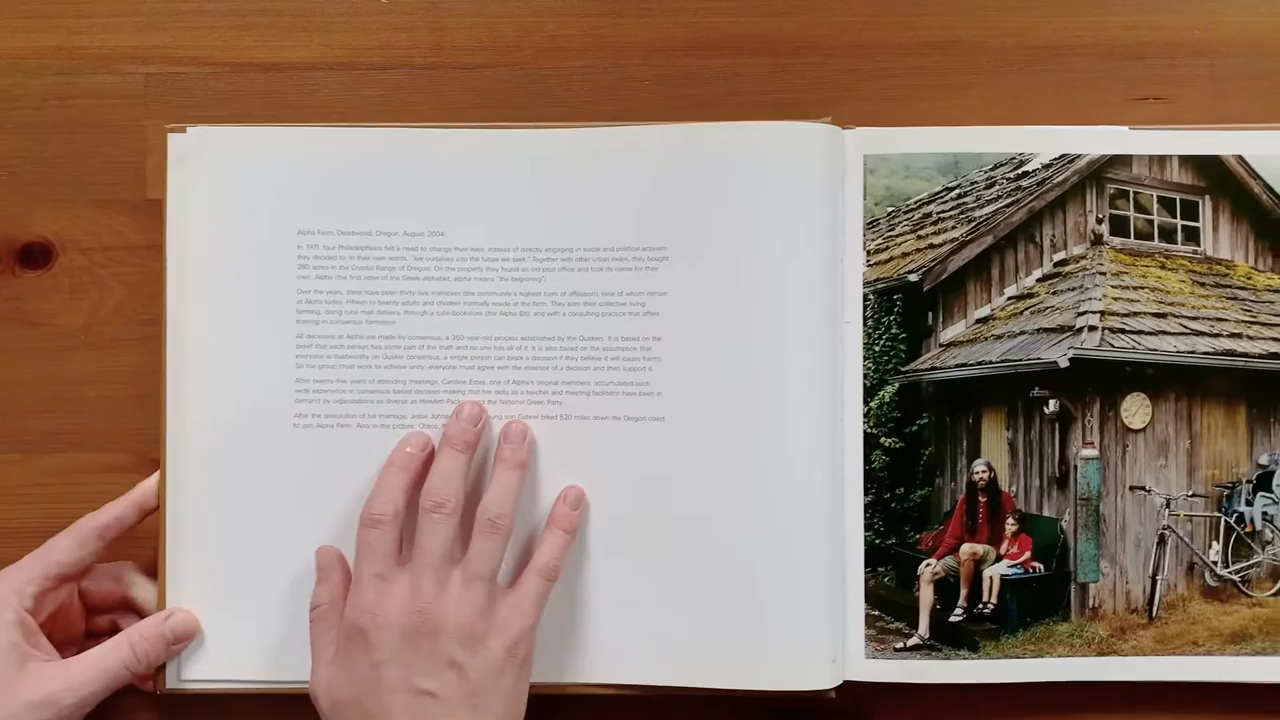 Alpha Farm, Deadwood, Oregon, August 2004
In 1971, four Philadelphians felt a need to change their lives. Instead of directly engaging in social and political activism
they decided to, in their own words, "live ourselves into the future we seek." Together with other urban exiles, they bought
280 acres in the Coastal Range of Oregon. On the property they found an old post office and took its name for their
own, Alpha (the first letter of the Greek alphabet, alpha means "the beginning").
Over the years, there have been thirty-five members (the community's highest form of affiliation), nine of whom remain
at Alpha today. Fifteen to twenty adults and children normally reside at the farm. They earn their collective living
farming, doing rural mail delivery, through a café-bookstore (the Alpha Bit), and with a consulting practice that offers
training in consensus formation.
All decisions at Alpha are made by consensus, a 350-year-old process established by the Quakers. It is based on the
belief that each person has some part of the truth and no one has all of it. It is also based on the assumption that
everyone is trustworthy (in Quaker consensus, a single person can block a decision if they believe it will cause harm).
So the group must work to achieve unity: everyone must agree with the essence of a decision and then support it.
After twenty-five years of attending meetings, Caroline Estes, one of Alpha's original members, accumulated such
wide experience in consensus-based decision-making that her skills as a teacher and meeting facilitator have been in
demand by organizations as diverse as Hewlett Pack nd the National Green Party.
After the dissolution of his marriage, Jesse Johns ung son Gabriel biked 520 miles down the Oregon coast
to join Alpha Farm. Also in the picture: Chaos,